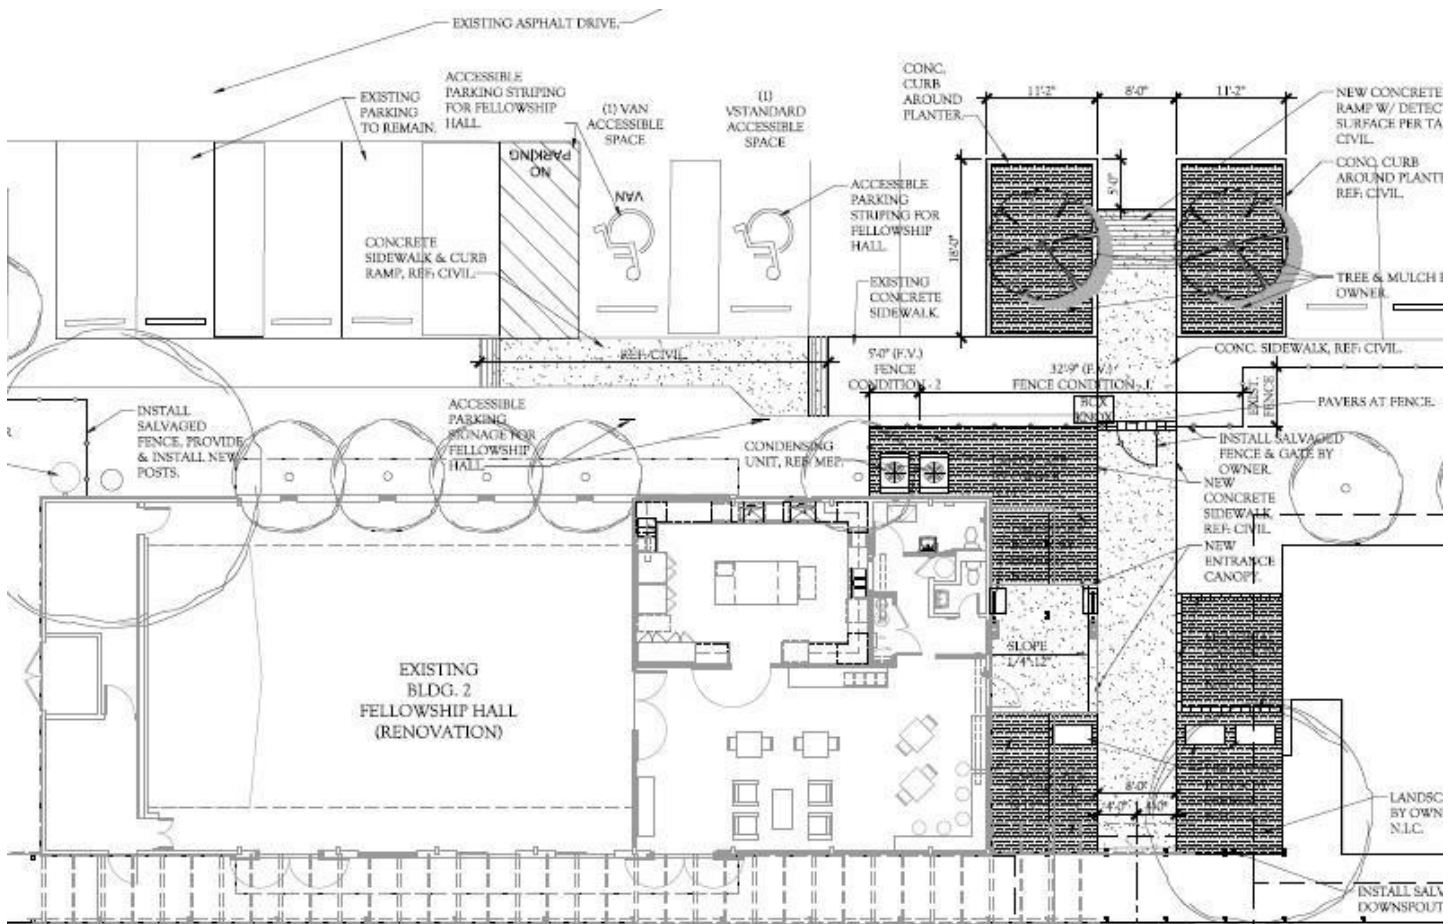 EXISTING ASPHALT DRIVE.
ACCESSIBLE
PARKING STRIPING
FOR FELLOWSHIP
HALL.
EXISTING
PARKING
TO REMAIN.
(1) VAN
ACCESSIBLE
SPACE
(1)
VSTANDARD
ACCESSIBLE
SPACE
CONC.
CURB
AROUND
PLANTER.
11'-2"
8'-0"
11'-2"
NEW CONCRETE
RAMP W/ DETEC
SURFACE PER TA
CIVIL.
NO
PARKING
VAN
ACCESSIBLE
PARKING
STRIPING FOR
FELLOWSHIP
HALL.
5'-0"
18'-0"
CONC. CURB
AROUND PLANTE
REF: CIVIL.
CONCRETE
SIDEWALK & CURB
RAMP, REF: CIVIL.
EXISTING
CONCRETE
SIDEWALK.
TREE & MULCH
OWNER.
REF: CIVIL.
5'-0" (F.V.)
FENCE
CONDITION - 2
32'-9" (F.V.)
FENCE CONDITION - 1.
CONC. SIDEWALK, REF: CIVIL.
EXIST.
FENCE
BOX
KNOX
PAVERS AT FENCE.
R
INSTALL
SALVAGED
FENCE. PROVIDE
& INSTALL NEW
POSTS.
ACCESSIBLE
PARKING
SIGNAGE FOR
FELLOWSHIP
HALL
CONDENSING
UNIT, REF: MEP.
INSTALL SALVAGED
FENCE & GATE BY
OWNER.
NEW
CONCRETE
SIDEWALK,
REF: CIVIL
NEW
ENTRANCE
CANOPY.
SLOPE
1/4":12"
EXISTING
BLDG. 2
FELLOWSHIP HALL
(RENOVATION)
8'-0"
4'-0"
4'-0"
LANDSC
BY OWN
N.I.C.
INSTALL SALV
DOWNSPOUT